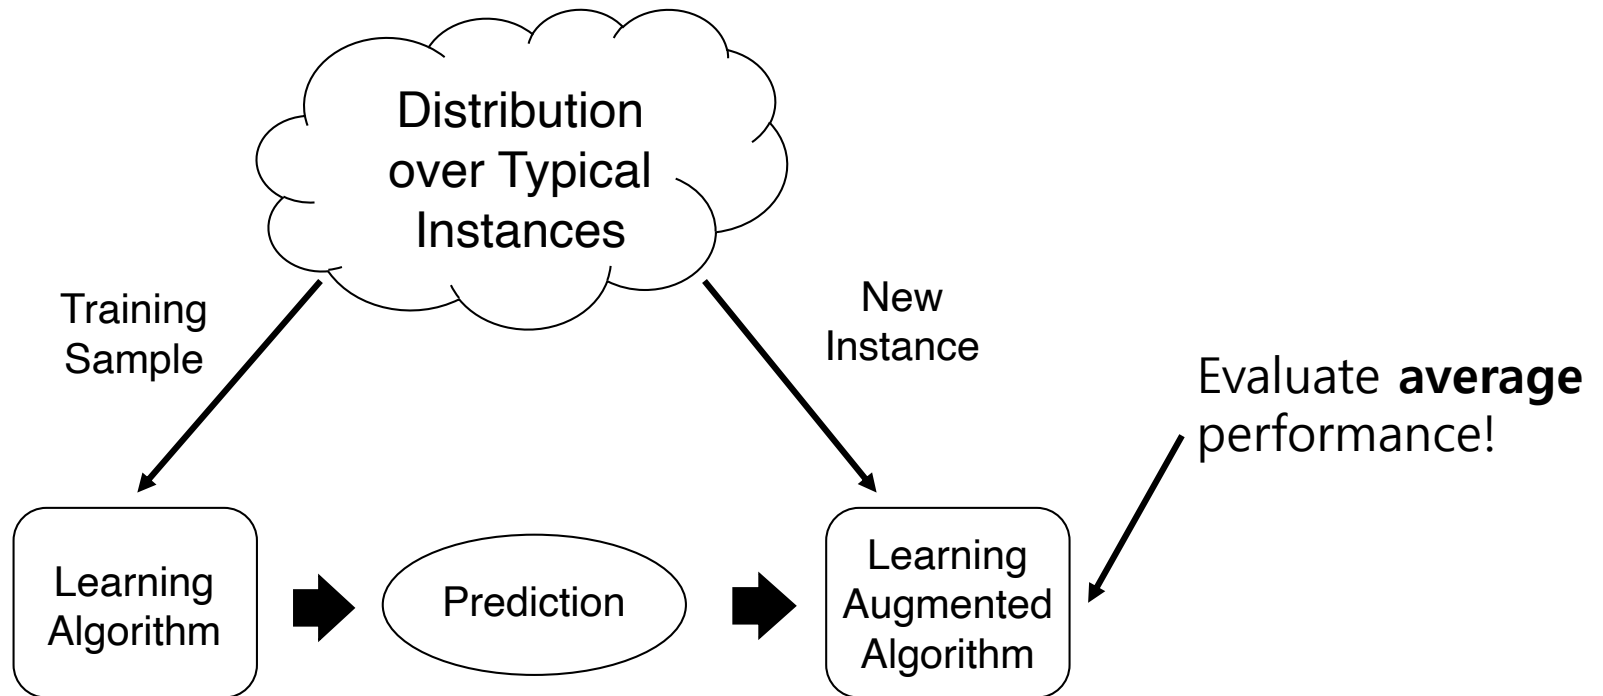 Distribution
over Typical
Instances
Training
Sample
New
Instance
Evaluate average
performance!
Learning
Algorithm
Prediction
Learning
Augmented
Algorithm